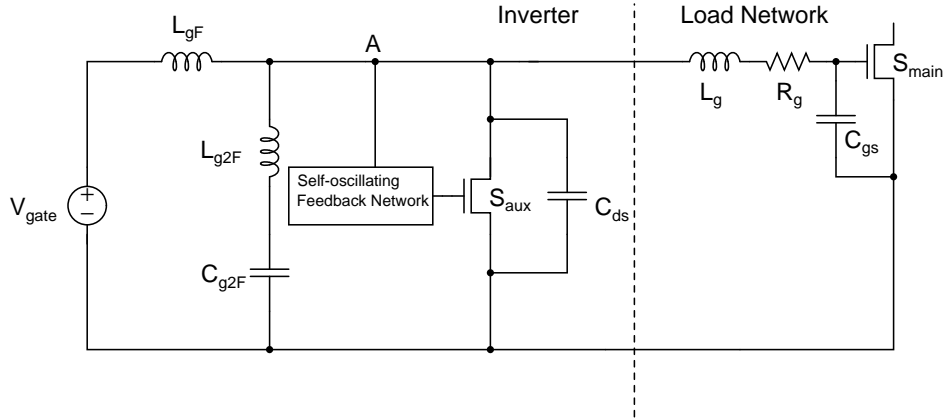 Inverter
Load Network
LgF
A
Smain
Lg
Rg
Cgs
Lg2F
Self-oscillating
Feedback Network
Saux
Cds
Vgate
+
−
Cg2F